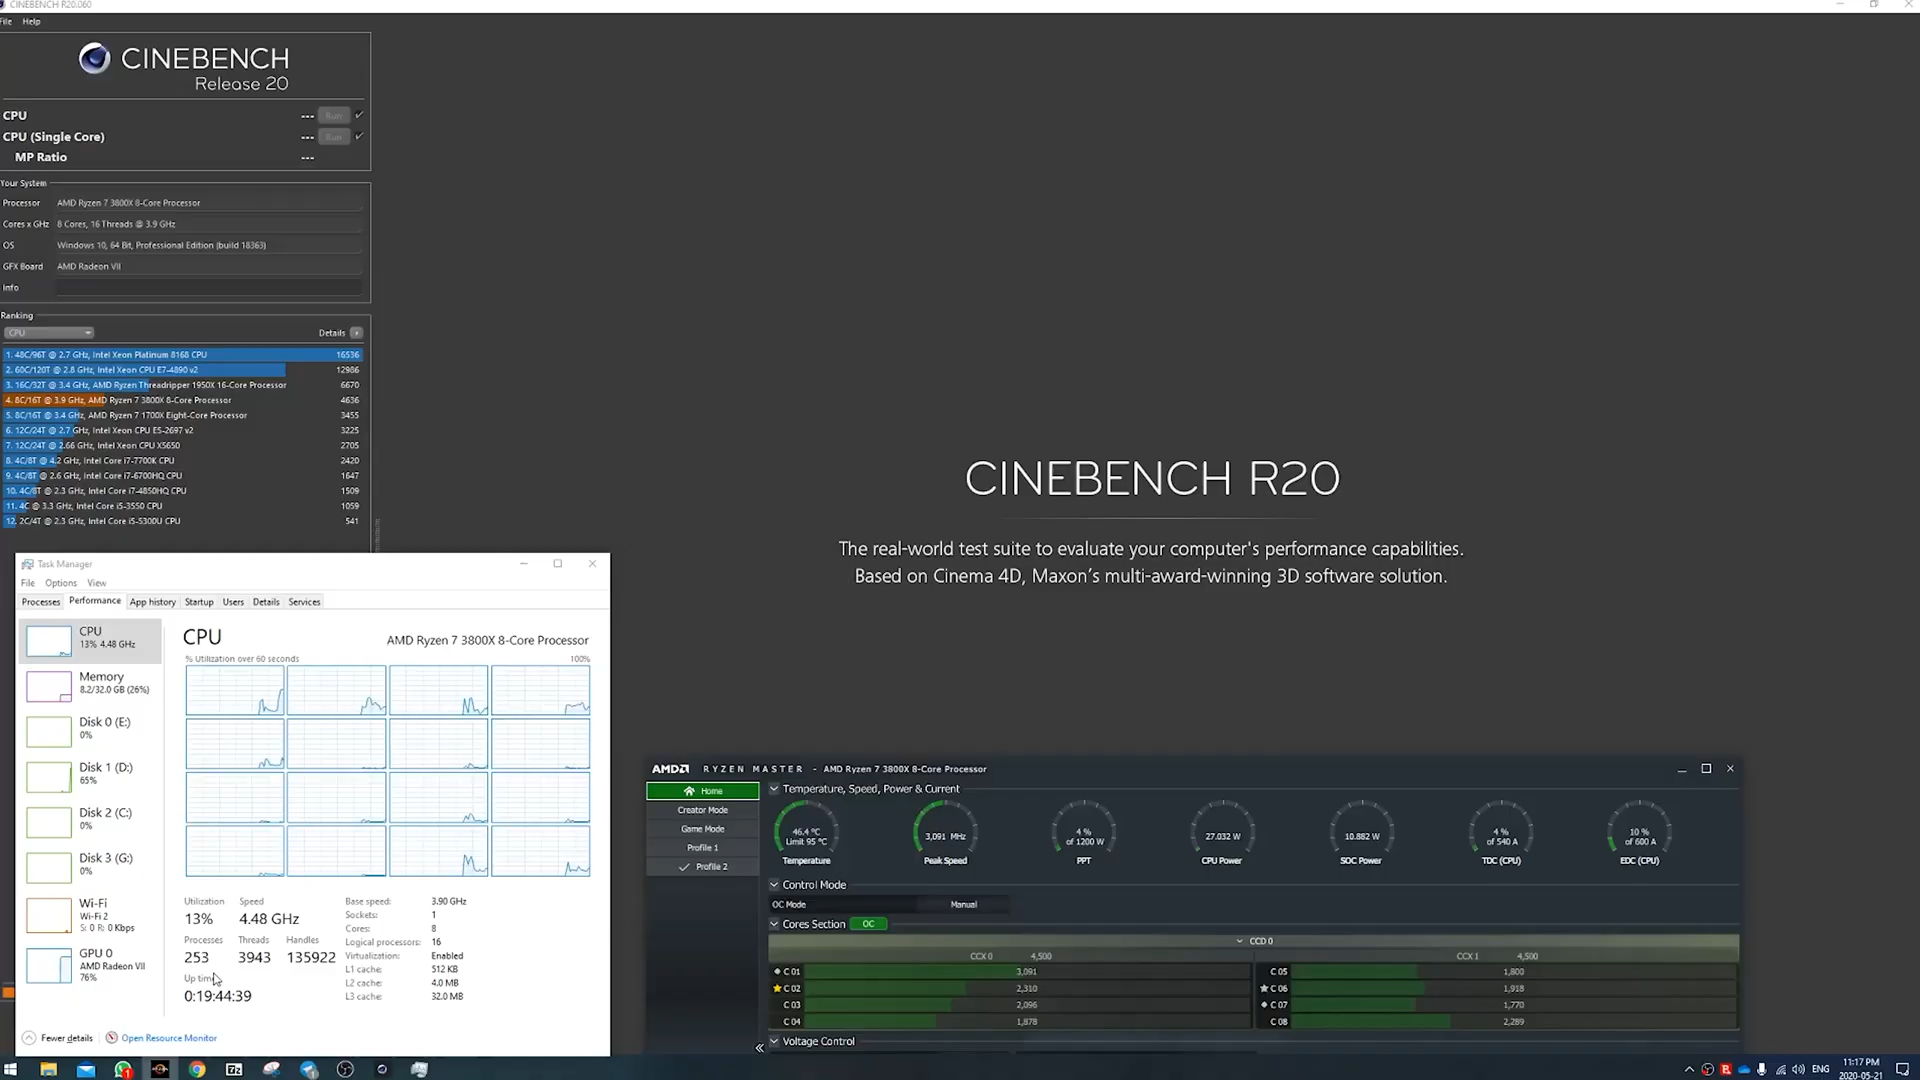 CINEBENCH R20.060
File Help
CINEBENCH
Release 20
CPU --- Run
CPU (Single Core) --- Run
MP Ratio ---
Your System
Processor AMD Ryzen 7 3800X 8-Core Processor
Cores x GHz 8 Cores, 16 Threads @ 3.9 GHz
OS Windows 10, 64 Bit, Professional Edition (build 18363)
GFX Board AMD Radeon VII
Info
Ranking
CPU Details +
1. 48C/96T @ 2.7 GHz, Intel Xeon Platinum 8168 CPU 16536
2. 60C/120T @ 2.8 GHz, Intel Xeon CPU E7-4890 v2 12986
3. 16C/32T @ 3.4 GHz, AMD Ryzen Threadripper 1950X 16-Core Processor 6670
4. 8C/16T @ 3.9 GHz, AMD Ryzen 7 3800X 8-Core Processor 4636
5. 8C/16T @ 3.4 GHz, AMD Ryzen 7 1700X Eight-Core Processor 3455
6. 12C/24T @ 2.7 GHz, Intel Xeon CPU E5-2697 v2 3225
7. 12C/24T @ 2.66 GHz, Intel Xeon CPU X5650 2705
8. 4C/8T @ 4.2 GHz, Intel Core i7-7700K CPU 2420
9. 4C/8T @ 2.6 GHz, Intel Core i7-6700HQ CPU 1647
10. 4C/8T @ 2.3 GHz, Intel Core i7-4850HQ CPU 1509
11. 4C @ 3.3 GHz, Intel Core i5-3550 CPU 1059
12. 2C/4T @ 2.3 GHz, Intel Core i5-5300U CPU 541
CINEBENCH R20
The real-world test suite to evaluate your computer's performance capabilities.
Based on Cinema 4D, Maxon's multi-award-winning 3D software solution.
Task Manager
File Options View
Processes Performance App history Startup Users Details Services
CPU
13% 4.48 GHz
Memory
8.2/32.0 GB (26%)
Disk 0 (E:)
0%
Disk 1 (D:)
65%
Disk 2 (C:)
0%
Disk 3 (G:)
0%
Wi-Fi
Wi-Fi 2
S: 0 R: 0 Kbps
GPU 0
AMD Radeon VII
76%
CPU AMD Ryzen 7 3800X 8-Core Processor
% Utilization over 60 seconds 100%
Utilization Speed
13% 4.48 GHz
Processes Threads Handles
253 3943 135922
Up time
0:19:44:39
Base speed: 3.90 GHz
Sockets: 1
Cores: 8
Logical processors: 16
Virtualization: Enabled
L1 cache: 512 KB
L2 cache: 4.0 MB
L3 cache: 32.0 MB
Fewer details Open Resource Monitor
AMD RYZEN MASTER - AMD Ryzen 7 3800X 8-Core Processor
Home
Creator Mode
Game Mode
Profile 1
Profile 2
Temperature, Speed, Power & Current
46.4 °C
Limit 95 °C
Temperature
3,091 MHz
Peak Speed
4 %
of 1200 W
PPT
27.032 W
CPU Power
10.882 W
SOC Power
4 %
of 540 A
TDC (CPU)
10 %
of 600 A
EDC (CPU)
Control Mode
OC Mode Manual
Cores Section OC
CCD 0
CCX 0 4,500 CCX 1 4,500
C 01 3,091 C 05 1,800
C 02 2,310 C 06 1,918
C 03 2,096 C 07 1,770
C 04 1,878 C 08 2,289
Voltage Control
ENG
11:17 PM
2020-05-21